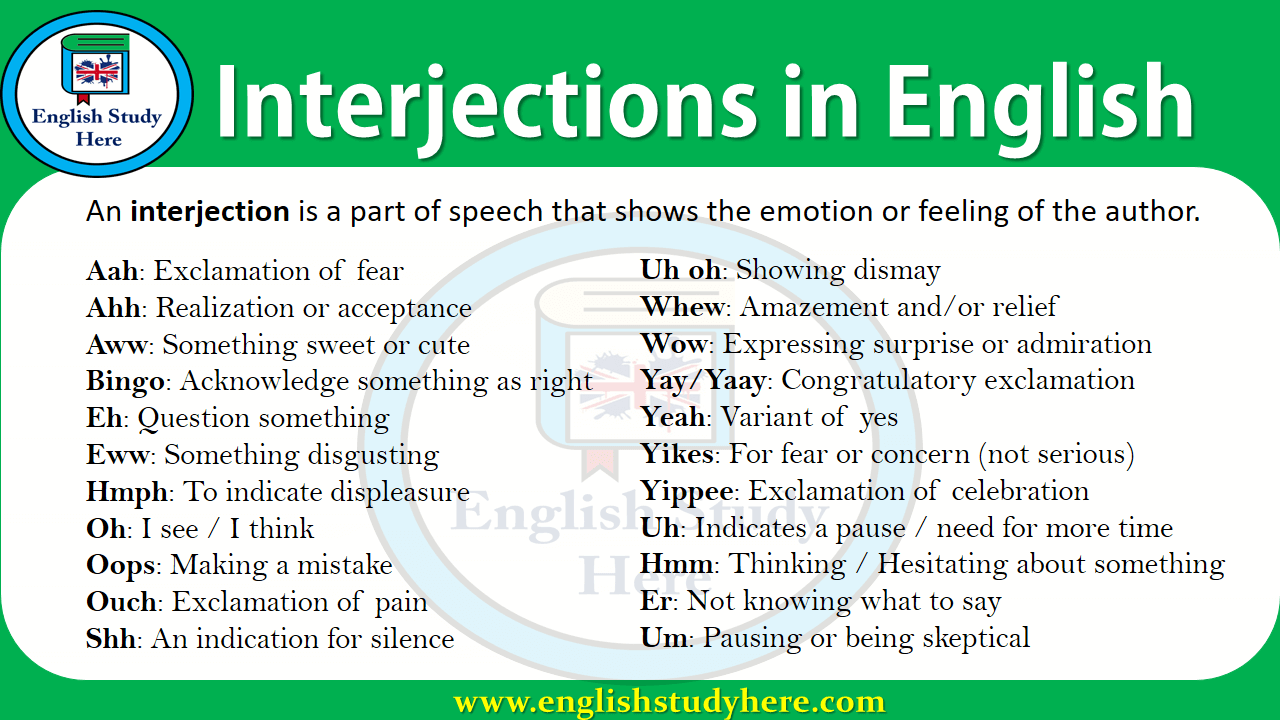 English Study
Here
Interjections in English
An interjection is a part of speech that shows the emotion or feeling of the author.
Aah: Exclamation of fear
Ahh: Realization or acceptance
Aww: Something sweet or cute
Bingo: Acknowledge something as right
Eh: Question something
Eww: Something disgusting
Hmph: To indicate displeasure
Oh: I see / I think
Oops: Making a mistake
Ouch: Exclamation of pain
Shh: An indication for silence
Uh oh: Showing dismay
Whew: Amazement and/or relief
Wow: Expressing surprise or admiration
Yay/Yaay: Congratulatory exclamation
Yeah: Variant of yes
Yikes: For fear or concern (not serious)
Yippee: Exclamation of celebration
Uh: Indicates a pause / need for more time
Hmm: Thinking / Hesitating about something
Er: Not knowing what to say
Um: Pausing or being skeptical
English Study
Here
www.englishstudyhere.com